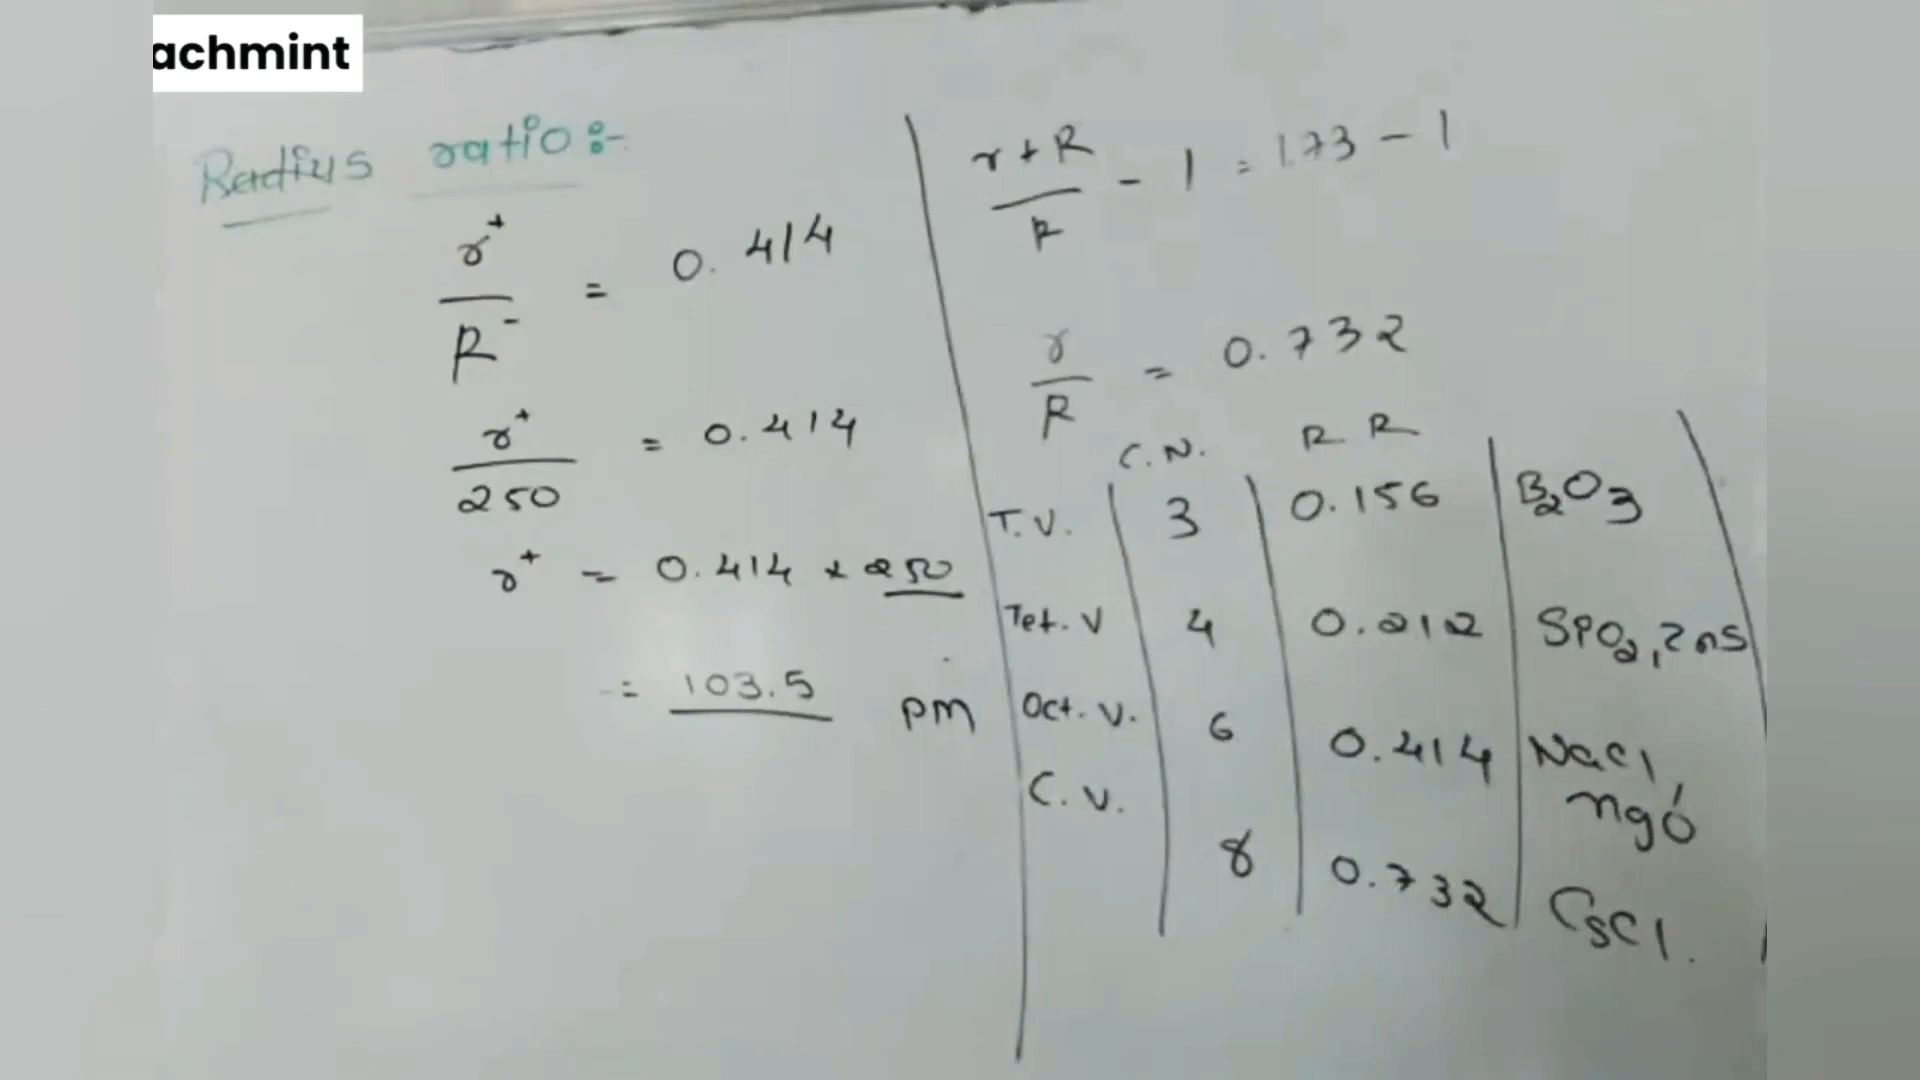 achmint
Radius ratio:-
r⁺/R⁻ = 0.414
r⁺/250 = 0.414
r⁺ = 0.414 × 250
= 103.5 pm
r + R/R - 1 = 1.73 - 1
r/R = 0.732
C.N. R R
T.V. 3 0.156 B₂O₃
Tet. V 4 0.212 SiO₂, ZnS
Oct. V. 6 0.414 NaCl,
MgO
C.V. 8 0.732 CsCl.